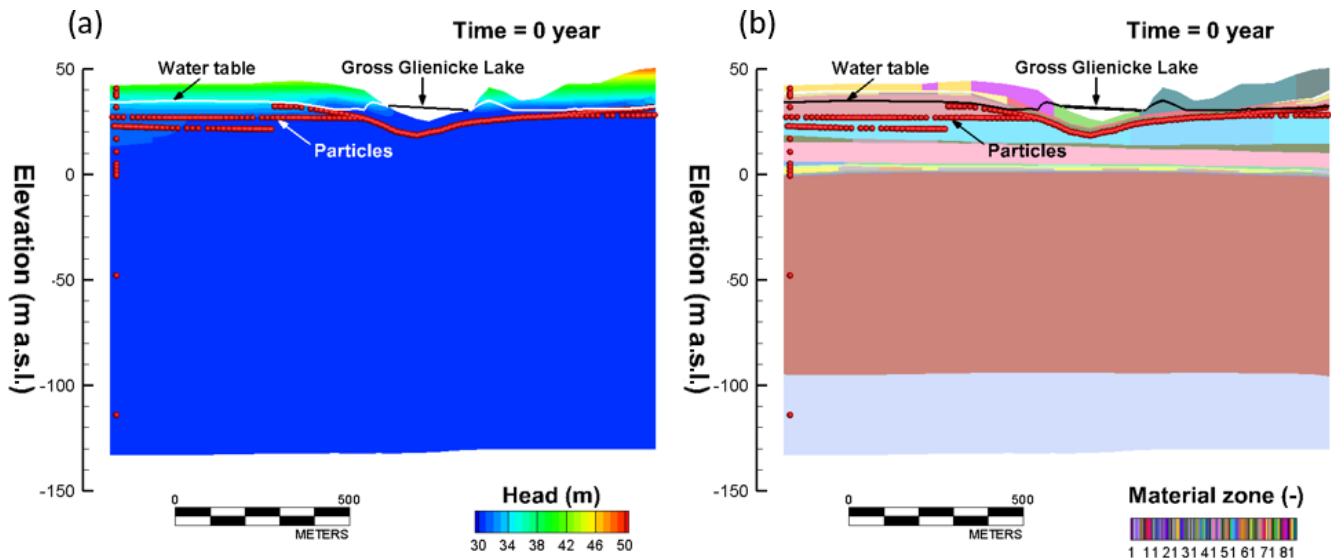 (a)
Time = 0 year
Water table
Gross Glienicke Lake
Particles
Elevation (m a.s.l.)
50
0
-50
-100
-150
0 500
METERS
Head (m)
30 34 38 42 46 50
(b)
Time = 0 year
Water table
Gross Glienicke Lake
Particles
Elevation (m a.s.l.)
50
0
-50
-100
-150
0 500
METERS
Material zone (-)
1 11 21 31 41 51 61 71 81